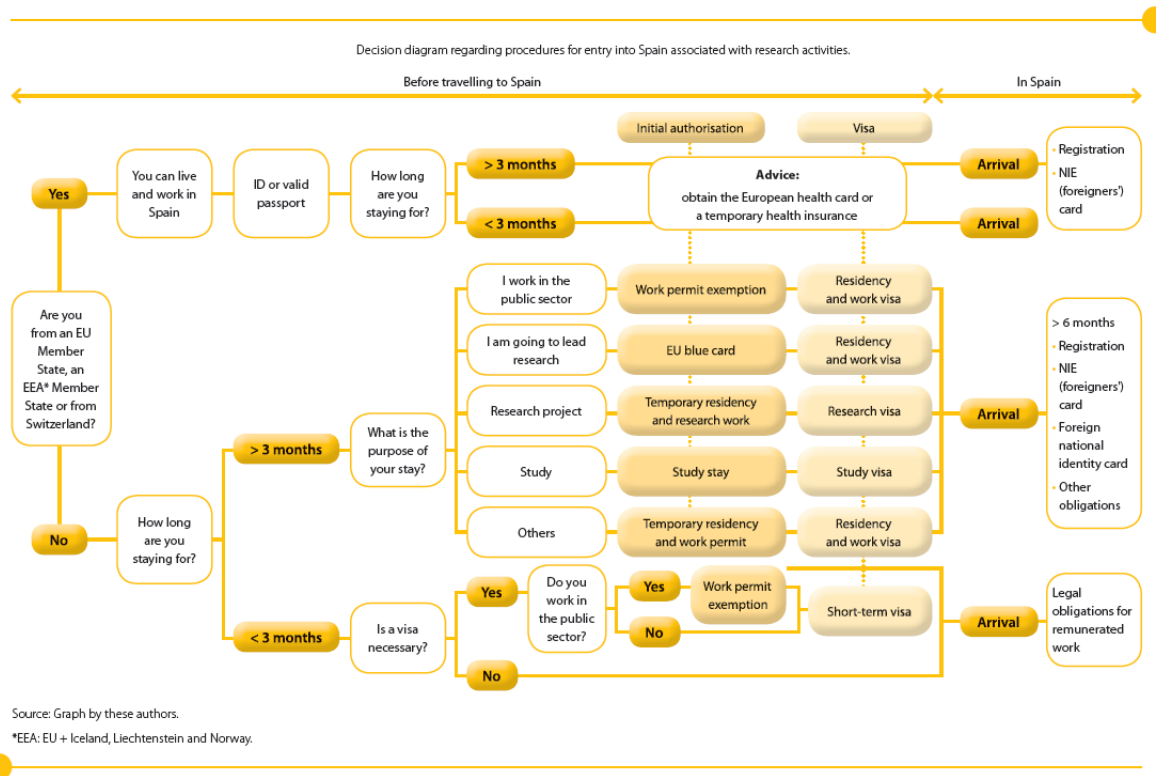 Decision diagram regarding procedures for entry into Spain associated with research activities.
Before travelling to Spain
In Spain
Initial authorisation
Visa
Yes
You can live
and work in
Spain
ID or valid
passport
How long
are you
staying for?
> 3 months
< 3 months
Advice:
obtain the European health card or
a temporary health insurance
Arrival
Arrival
• Registration
• NIE
(foreigners')
card
Are you
from an EU
Member
State, an
EEA* Member
State or from
Switzerland?
No
How long
are you
staying for?
> 3 months
What is the
purpose of
your stay?
I work in the
public sector
Work permit exemption
Residency
and work visa
I am going to lead
research
EU blue card
Residency
and work visa
Research project
Temporary residency
and research work
Research visa
Study
Study stay
Study visa
Others
Temporary residency
and work permit
Residency
and work visa
Arrival
> 6 months
• Registration
• NIE
(foreigners')
card
• Foreign
national
identity card
• Other
obligations
< 3 months
Is a visa
necessary?
Yes
Do you
work in
the public
sector?
Yes
Work permit
exemption
No
Short-term visa
No
Arrival
Legal
obligations for
remunerated
work
Source: Graph by these authors.
*EEA: EU + Iceland, Liechtenstein and Norway.